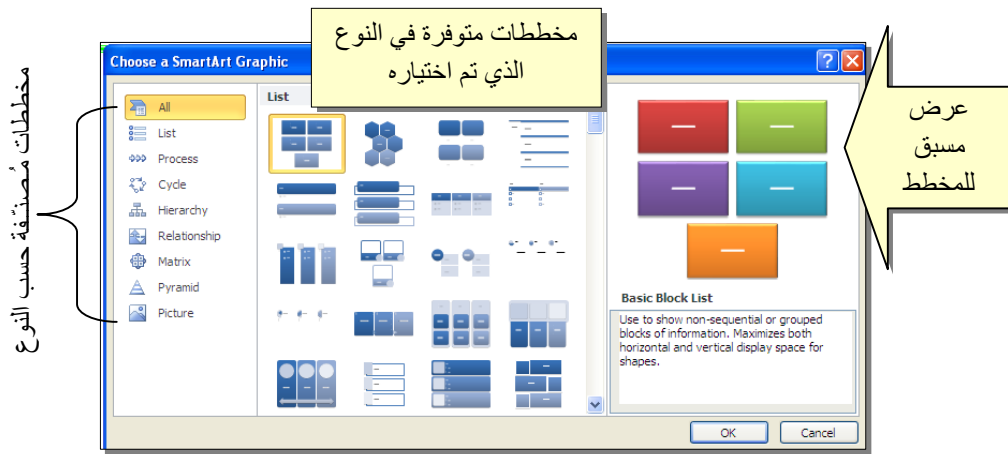 مخططات متوفرة في النوع
الذي تم اختياره
Choose a SmartArt Graphic
مخططات مُصنّفة حسب النوع
All
List
Process
Cycle
Hierarchy
Relationship
Matrix
Pyramid
Picture
List
عرض
مسبق
للمخطط
Basic Block List
Use to show non-sequential or grouped
blocks of information. Maximizes both
horizontal and vertical display space for
shapes.
OK
Cancel